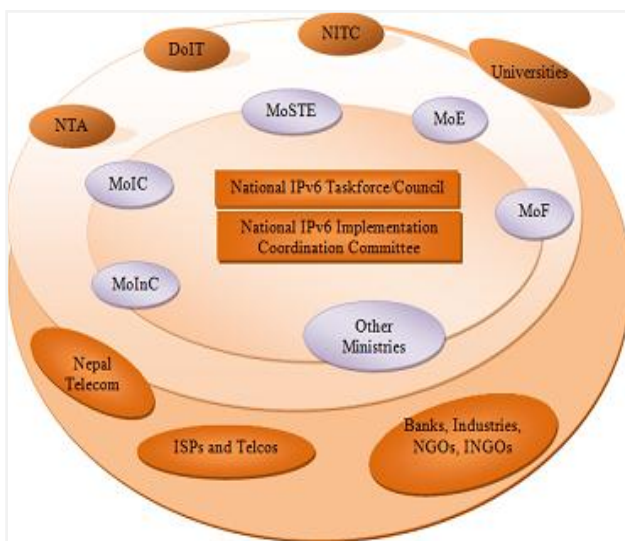 NITC
DoIT
Universities
MoSTE
MoE
NTA
MoIC
National IPv6 Taskforce/Council
MoF
National IPv6 Implementation
Coordination Committee
MoInC
Other
Ministries
Nepal
Telecom
Banks, Industries,
NGOs, INGOs
ISPs and Telcos